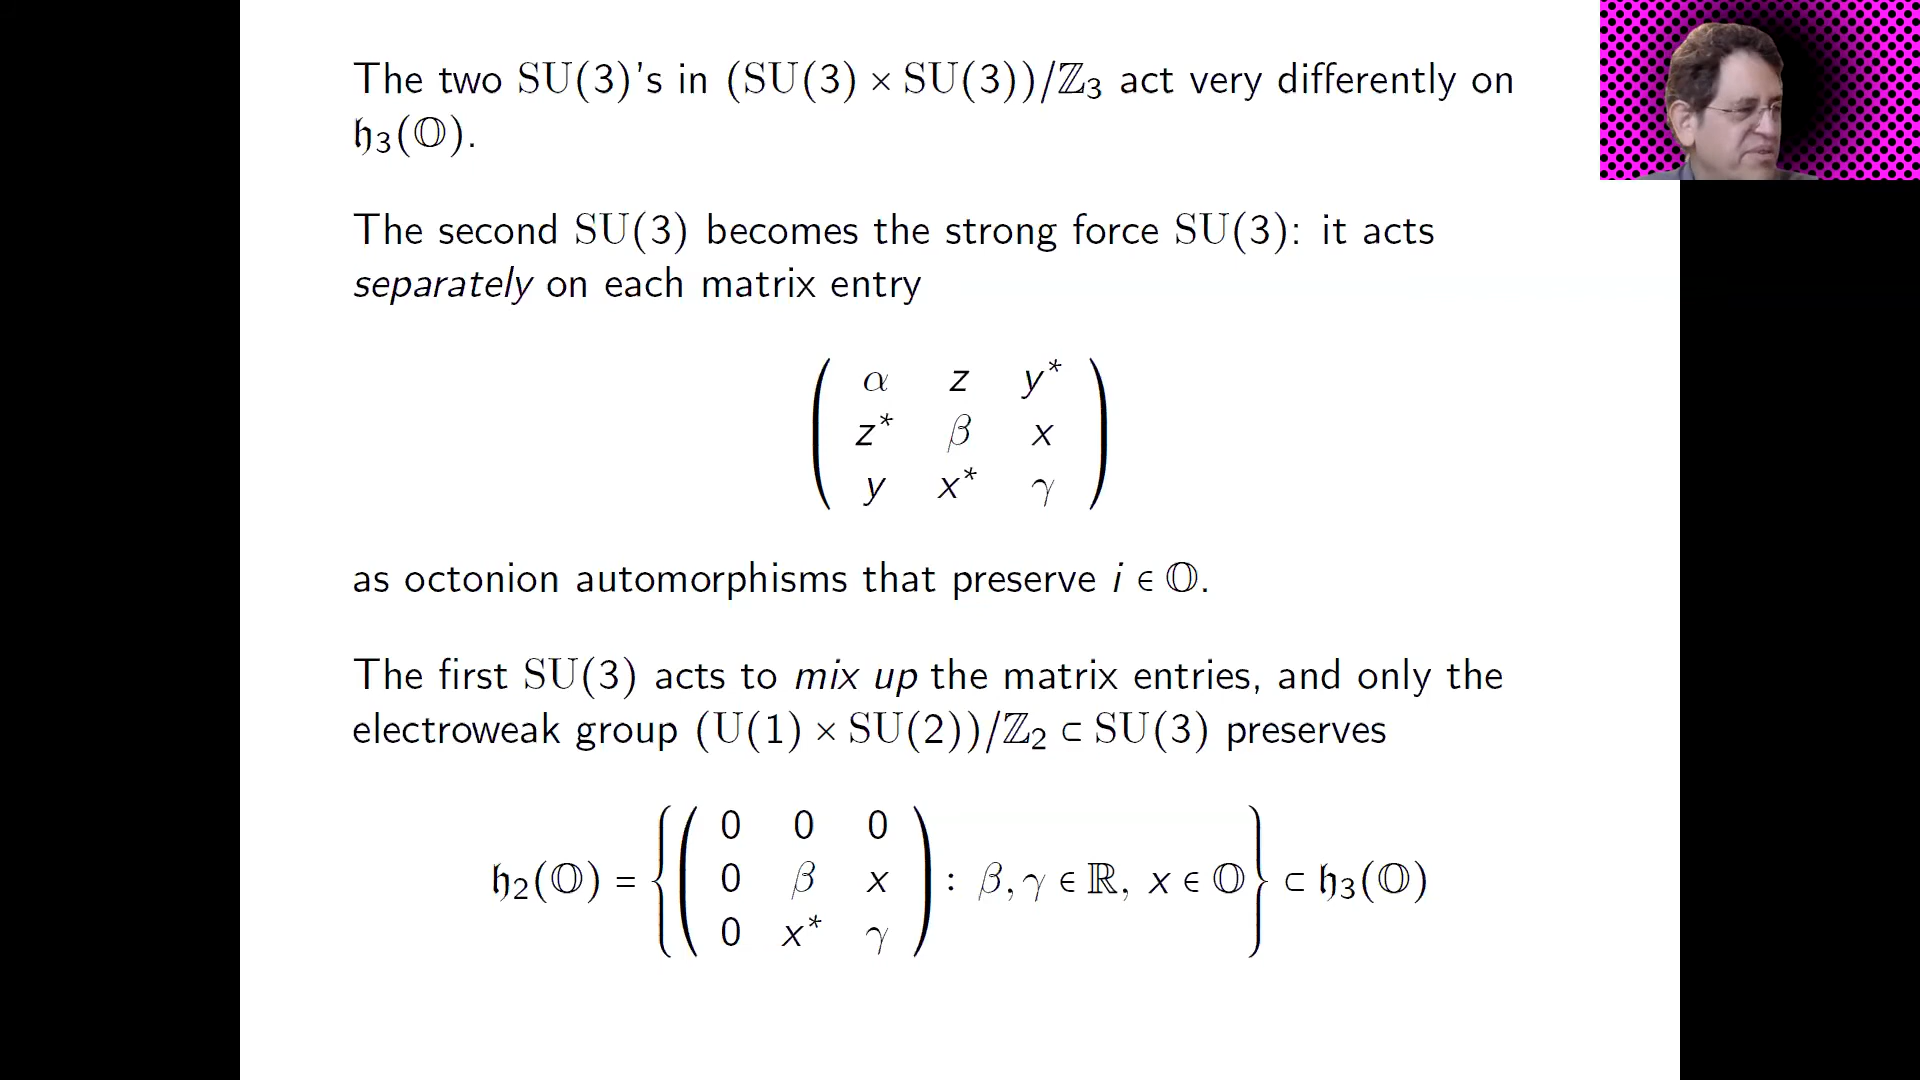 The two SU(3)'s in (SU(3) × SU(3))/ℤ₃ act very differently on
𝔥₃(𝕆).
The second SU(3) becomes the strong force SU(3): it acts
separately on each matrix entry
α z y*
z* β x
y x* γ
as octonion automorphisms that preserve i ∈ 𝕆.
The first SU(3) acts to mix up the matrix entries, and only the
electroweak group (U(1) × SU(2))/ℤ₂ ⊂ SU(3) preserves
𝔥₂(𝕆) = { ( 0 0 0
0 β x
0 x* γ ) : β, γ ∈ ℝ, x ∈ 𝕆 } ⊂ 𝔥₃(𝕆)